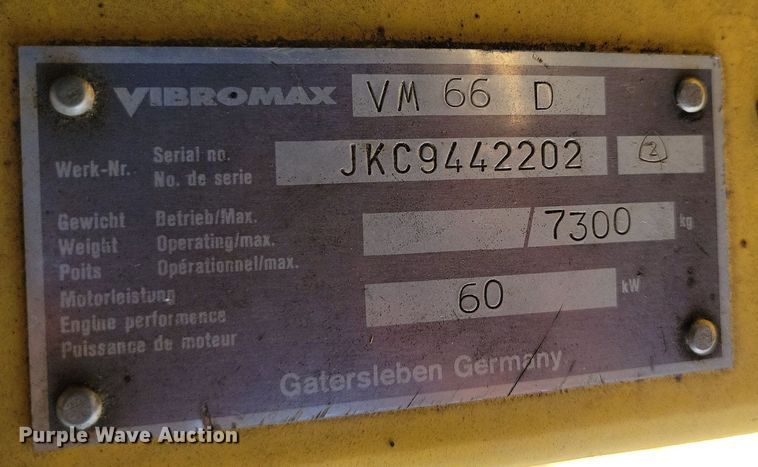 VIBROMAX VM 66 D
Werk-Nr. Serial no. JKC9442202 2
No. de serie
Gewicht Betrieb/Max.
Weight Operating/max. /7300 kg
Poits Opérationnel/max.
Motorleistung
Engine performence 60 kW
Puissance de moteur
Gatersleben Germany
Purple Wave Auction